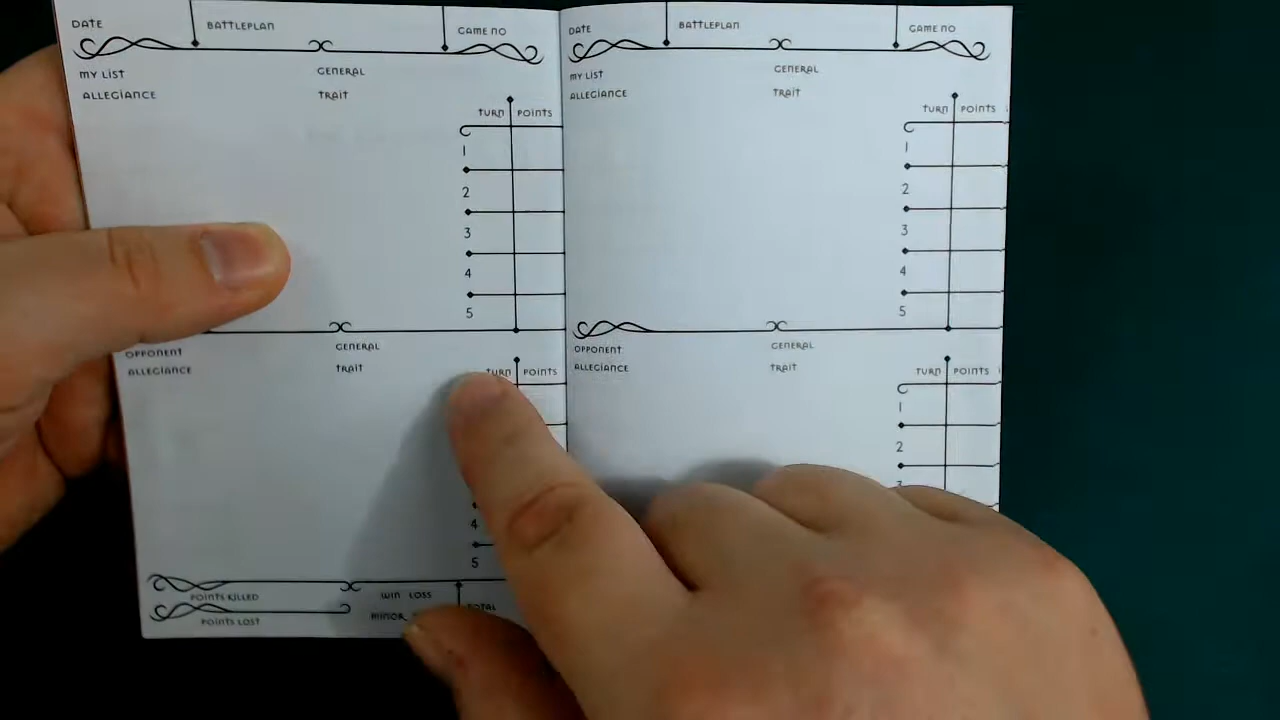 DATE BATTLEPLAN GAME NO
MY LIST GENERAL
ALLEGIANCE TRAIT
TURN POINTS
1
2
3
4
5
OPPONENT GENERAL
ALLEGIANCE TRAIT
TURN POINTS
4
5
POINTS KILLED WIN LOSS
MINOR TOTAL
POINTS LOST
DATE BATTLEPLAN GAME NO
MY LIST GENERAL
ALLEGIANCE TRAIT
TURN POINTS
1
2
3
4
5
OPPONENT GENERAL
ALLEGIANCE TRAIT
TURN POINTS
1
2
3